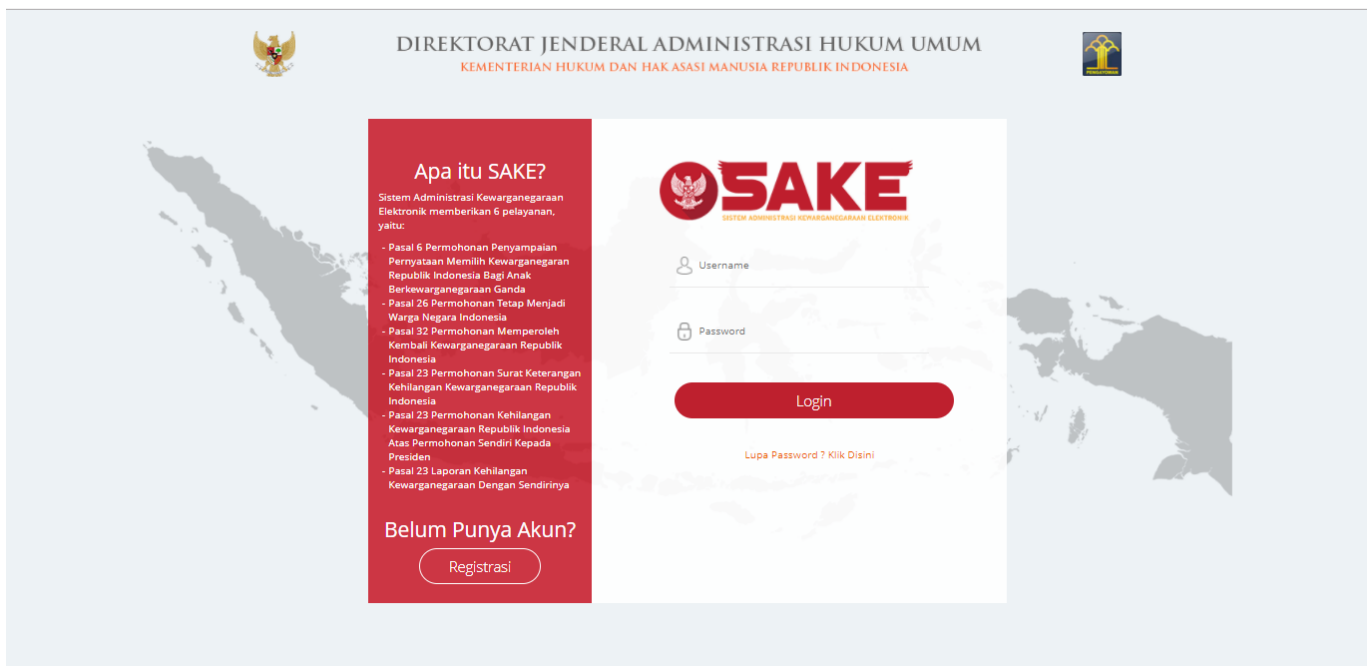 DIREKTORAT JENDERAL ADMINISTRASI HUKUM UMUM
KEMENTERIAN HUKUM DAN HAK ASASI MANUSIA REPUBLIK INDONESIA
PENGAYOMAN
Apa itu SAKE?
Sistem Administrasi Kewarganegaraan
Elektronik memberikan 6 pelayanan,
yaitu:
- Pasal 6 Permohonan Penyampaian
Pernyataan Memilih Kewarganegaran
Republik Indonesia Bagi Anak
Berkewarganegaraan Ganda
- Pasal 26 Permohonan Tetap Menjadi
Warga Negara Indonesia
- Pasal 32 Permohonan Memperoleh
Kembali Kewarganegaraan Republik
Indonesia
- Pasal 23 Permohonan Surat Keterangan
Kehilangan Kewarganegaraan Republik
Indonesia
- Pasal 23 Permohonan Kehilangan
Kewarganegaraan Republik Indonesia
Atas Permohonan Sendiri Kepada
Presiden
- Pasal 23 Laporan Kehilangan
Kewarganegaraan Dengan Sendirinya
Belum Punya Akun?
Registrasi
SAKE
SISTEM ADMINISTRASI KEWARGANEGARAAN ELEKTRONIK
Username
Password
Login
Lupa Password ? Klik Disini